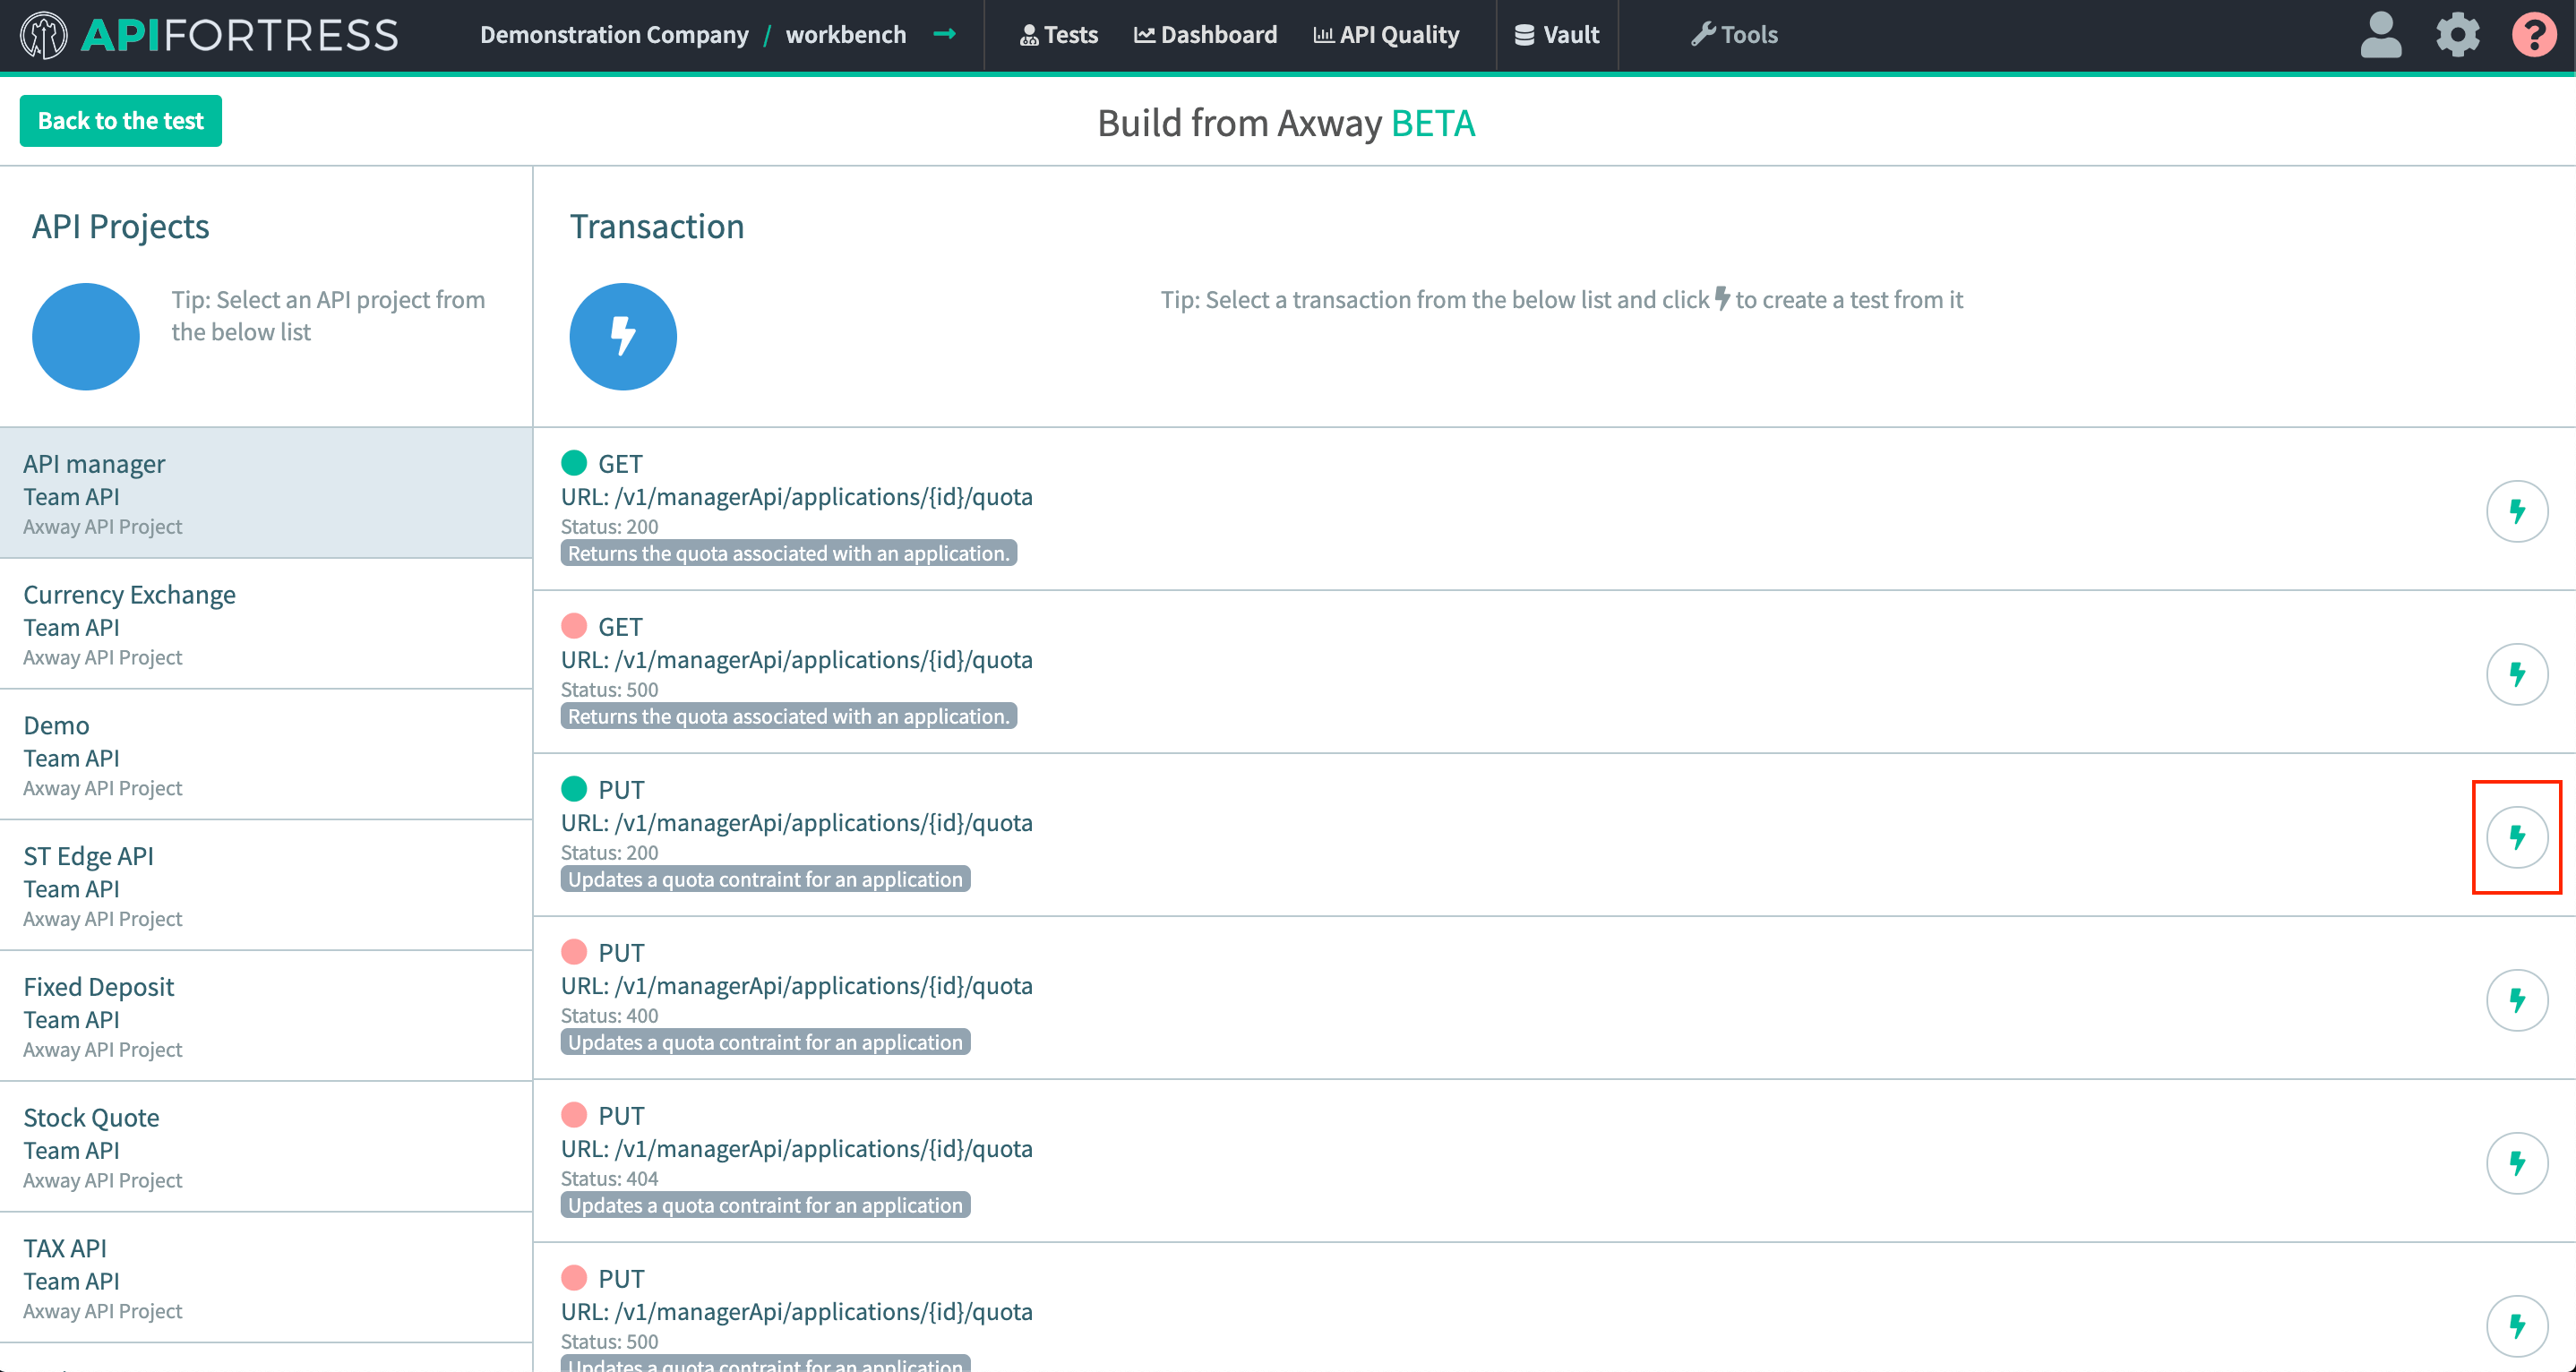 APIFORTRESS
Demonstration Company / workbench
Tests
Dashboard
API Quality
Vault
Tools
?
Back to the test
Build from Axway BETA
API Projects
Tip: Select an API project from
the below list
API manager
Team API
Axway API Project
Currency Exchange
Team API
Axway API Project
Demo
Team API
Axway API Project
ST Edge API
Team API
Axway API Project
Fixed Deposit
Team API
Axway API Project
Stock Quote
Team API
Axway API Project
TAX API
Team API
Axway API Project
Transaction
Tip: Select a transaction from the below list and click to create a test from it
GET
URL: /v1/managerApi/applications/{id}/quota
Status: 200
Returns the quota associated with an application.
GET
URL: /v1/managerApi/applications/{id}/quota
Status: 500
Returns the quota associated with an application.
PUT
URL: /v1/managerApi/applications/{id}/quota
Status: 200
Updates a quota contraint for an application
PUT
URL: /v1/managerApi/applications/{id}/quota
Status: 400
Updates a quota contraint for an application
PUT
URL: /v1/managerApi/applications/{id}/quota
Status: 404
Updates a quota contraint for an application
PUT
URL: /v1/managerApi/applications/{id}/quota
Status: 500
Updates a quota contraint for an application